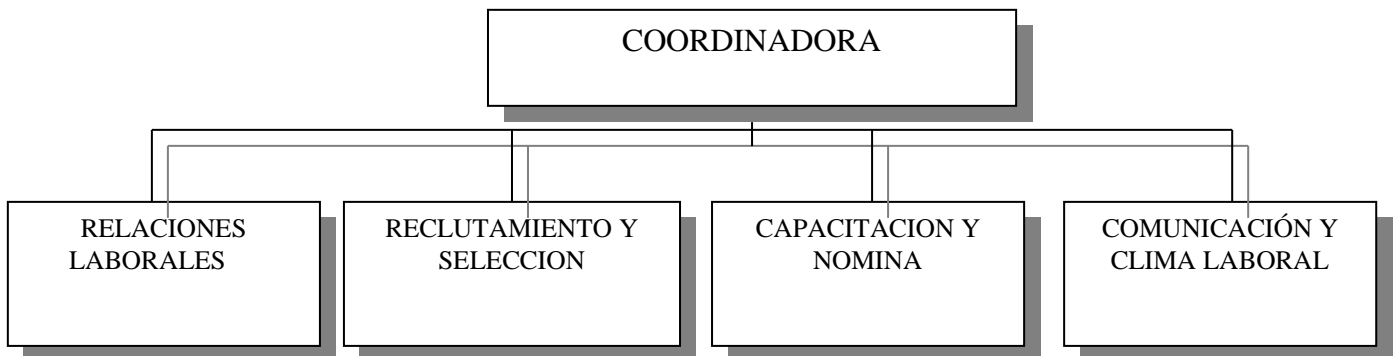 COORDINADORA
RELACIONES
LABORALES
RECLUTAMIENTO Y
SELECCION
CAPACITACION Y
NOMINA
COMUNICACIÓN Y
CLIMA LABORAL